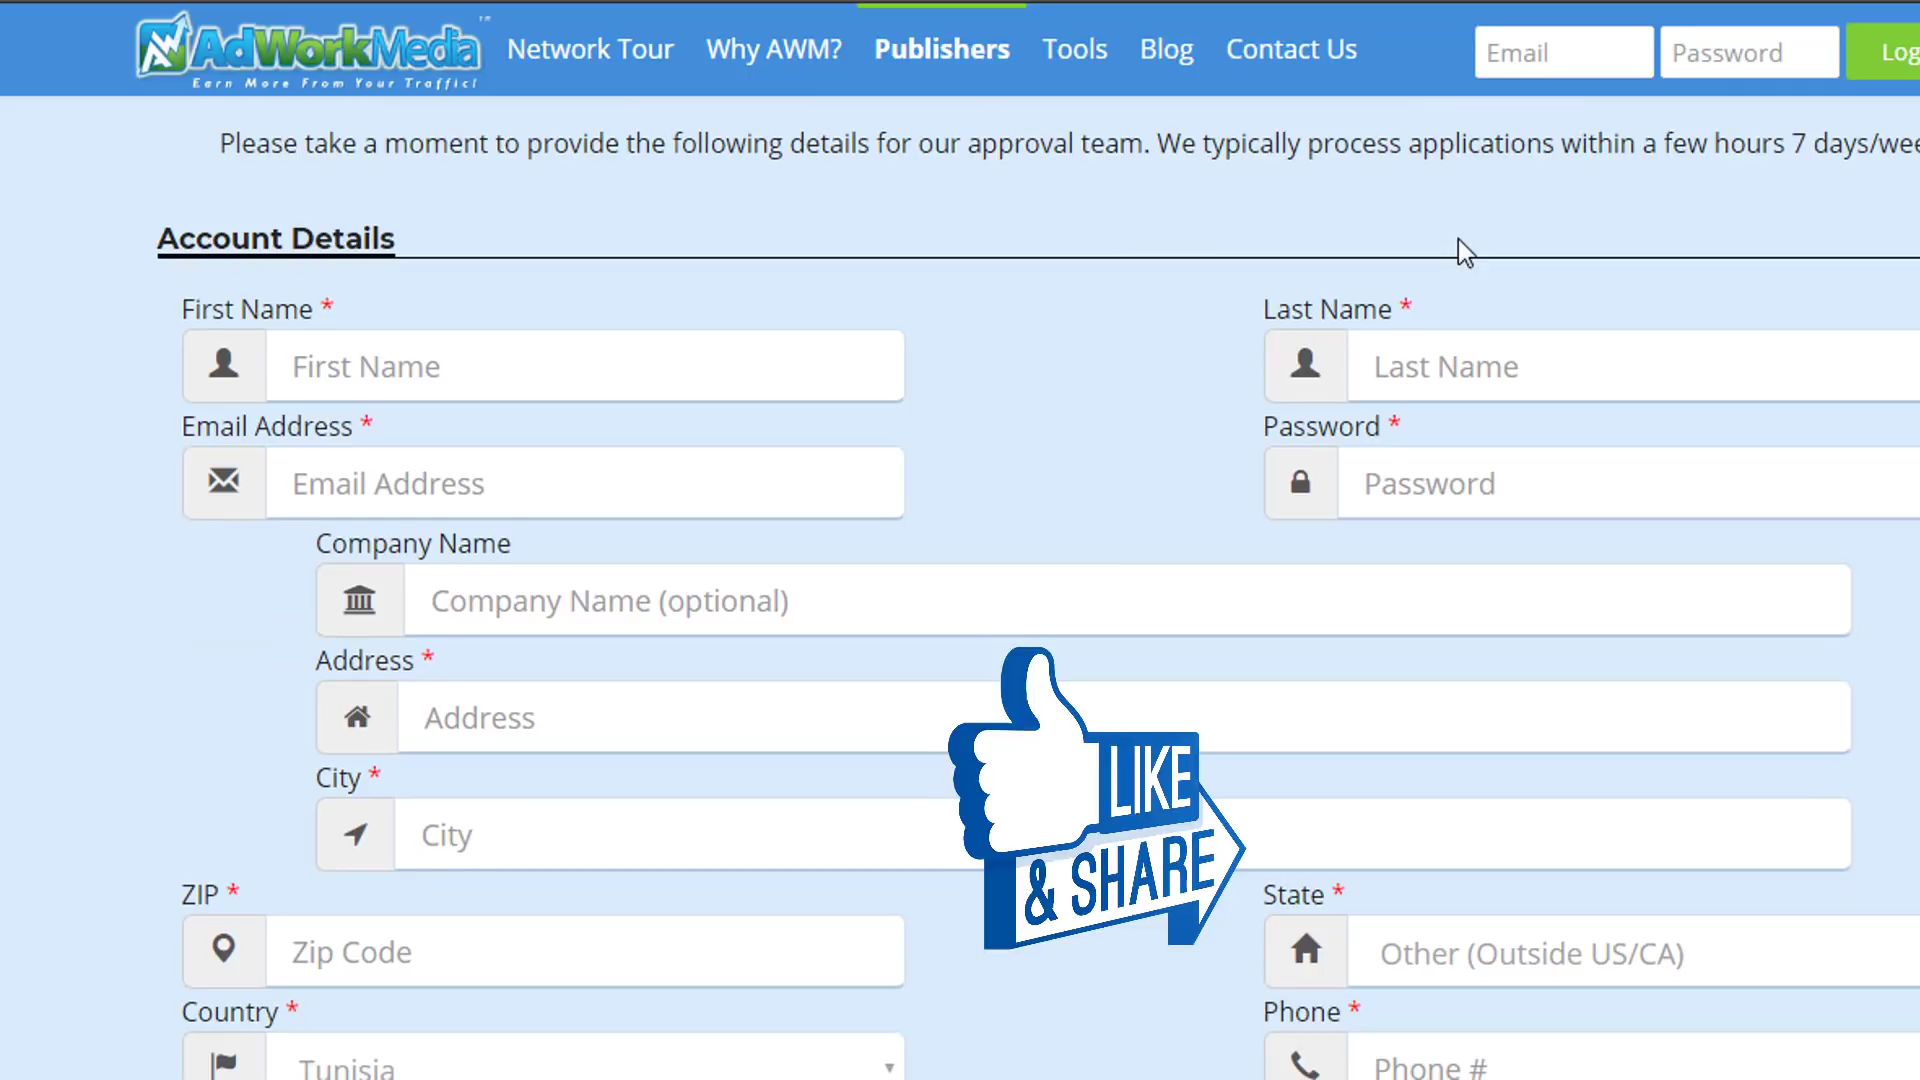 AdWorkMedia™
Earn More From Your Traffic!
Network Tour Why AWM? Publishers Tools Blog Contact Us Email Password Log
Please take a moment to provide the following details for our approval team. We typically process applications within a few hours 7 days/wee
Account Details
First Name * Last Name *
First Name Last Name
Email Address * Password *
Email Address Password
Company Name
Company Name (optional)
Address *
Address
City *
City
LIKE
& SHARE
ZIP * State *
Zip Code Other (Outside US/CA)
Country * Phone *
Tunisia Phone #